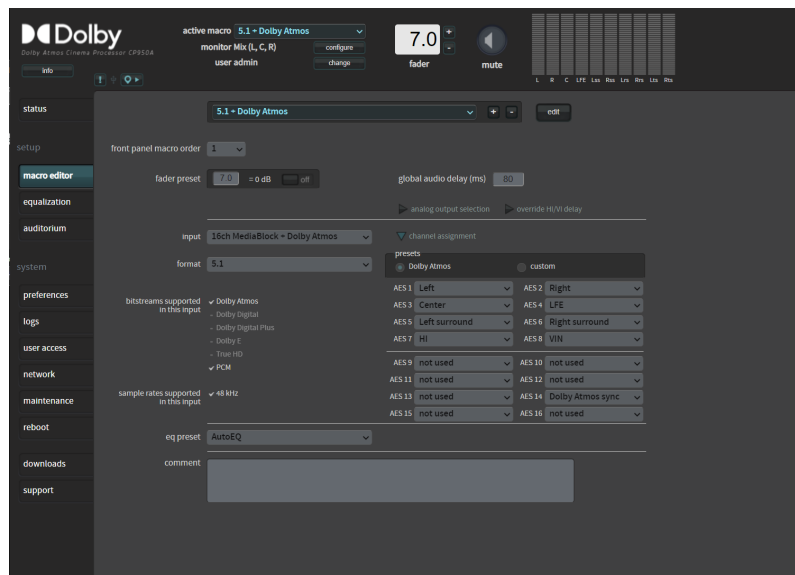 Dolby
Dolby Atmos Cinema Processor CP950A
info
active macro 5.1 + Dolby Atmos
monitor Mix (L, C, R) configure
user admin change
7.0 + -
fader
mute
L R C LFE Lss Rss Lrs Rrs Lts Rts
status
setup
macro editor
equalization
auditorium
system
preferences
logs
user access
network
maintenance
reboot
downloads
support
5.1 + Dolby Atmos + - edit
front panel macro order 1
fader preset 7.0 = 0 dB off
global audio delay (ms) 80
analog output selection override HI/VI delay
input 16ch MediaBlock + Dolby Atmos
channel assignment
format 5.1
presets
Dolby Atmos custom
bitstreams supported in this input
✓ Dolby Atmos
- Dolby Digital
- Dolby Digital Plus
- Dolby E
- True HD
✓ PCM
AES 1 Left AES 2 Right
AES 3 Center AES 4 LFE
AES 5 Left surround AES 6 Right surround
AES 7 HI AES 8 VIN
AES 9 not used AES 10 not used
AES 11 not used AES 12 not used
AES 13 not used AES 14 Dolby Atmos sync
AES 15 not used AES 16 not used
sample rates supported in this input
✓ 48 kHz
eq preset AutoEQ
comment